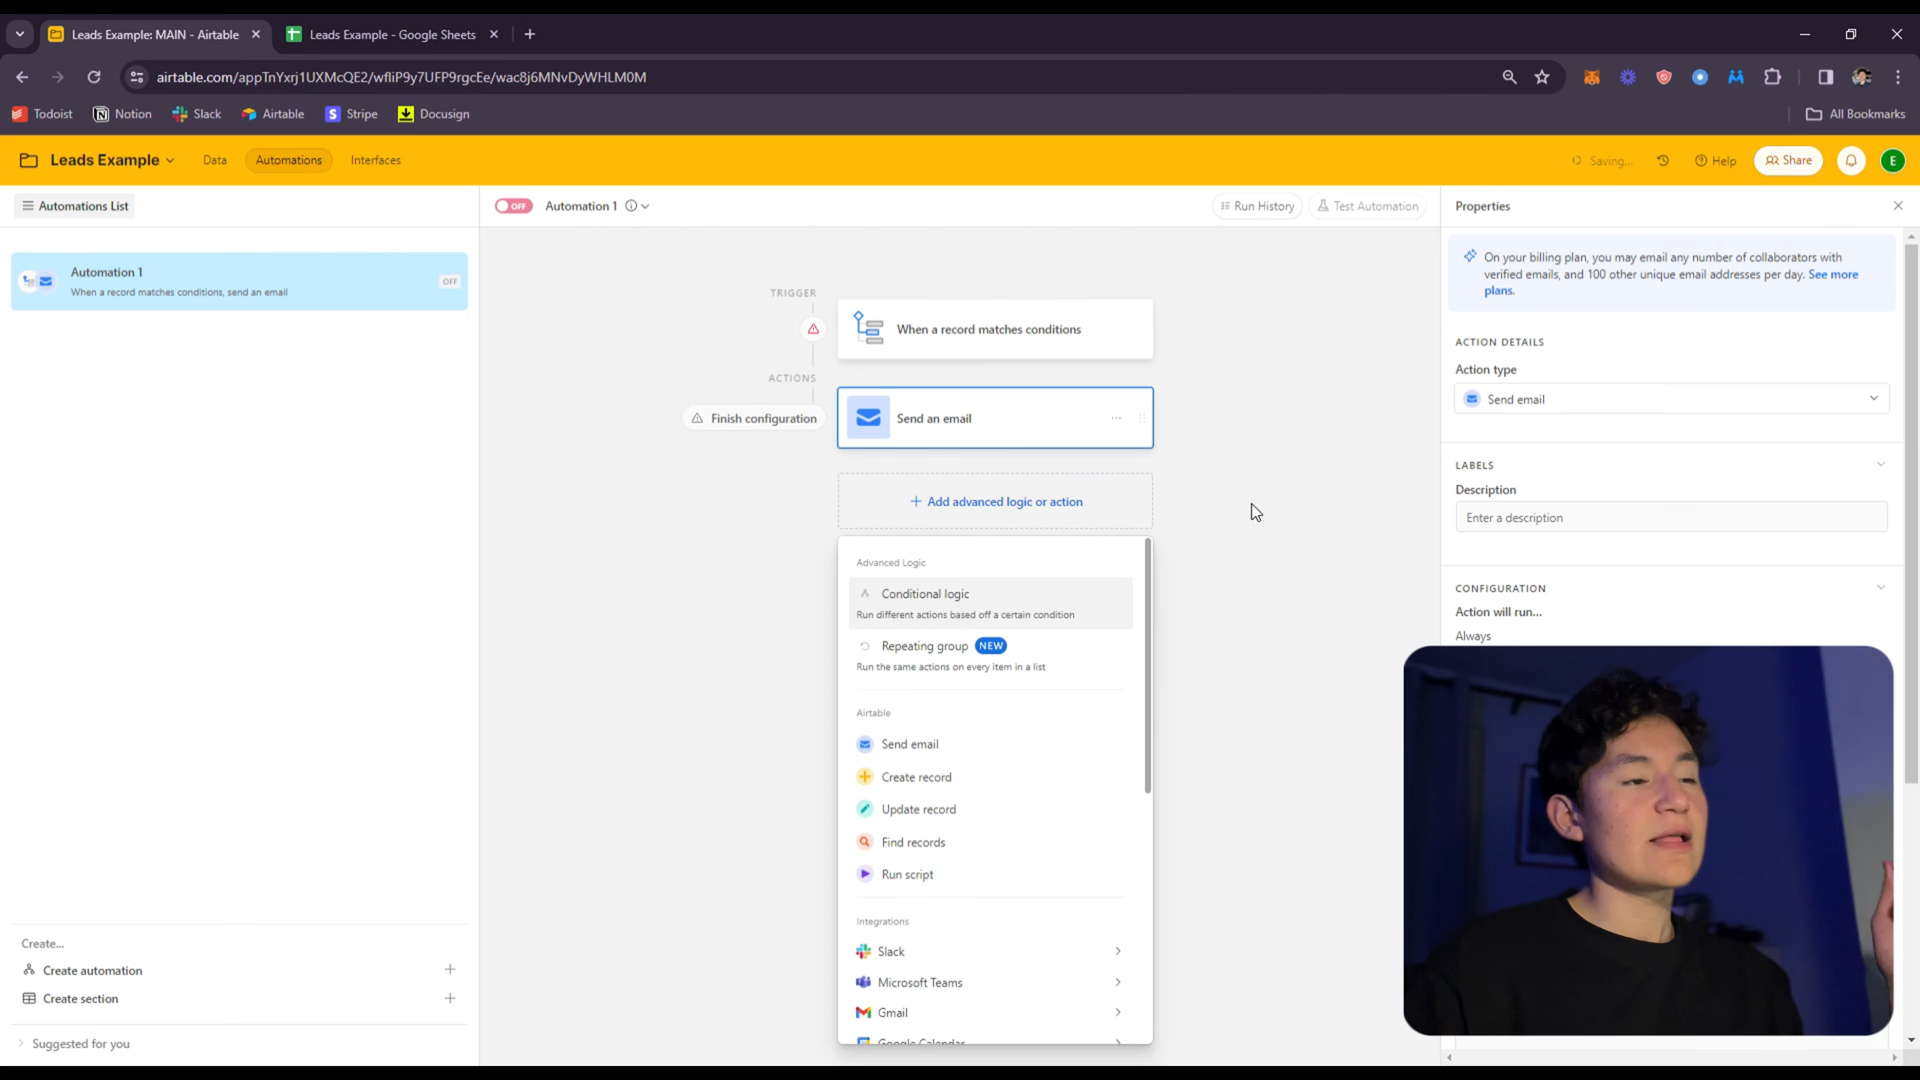 Leads Example: MAIN - Airtable
Leads Example - Google Sheets
airtable.com/appTnYxrj1UXMcQE2/wfliP9y7UFP9rgcEe/wac8j6MNvDyWHLM0M
Todoist
Notion
Slack
Airtable
Stripe
Docusign
All Bookmarks
Leads Example
Data
Automations
Interfaces
Saving...
Help
Share
E
Automations List
OFF
Automation 1
Run History
Test Automation
Properties
Automation 1
When a record matches conditions, send an email
OFF
TRIGGER
When a record matches conditions
ACTIONS
Finish configuration
Send an email
Add advanced logic or action
Advanced Logic
Conditional logic
Run different actions based off a certain condition
Repeating group NEW
Run the same actions on every item in a list
Airtable
Send email
Create record
Update record
Find records
Run script
Integrations
Slack
Microsoft Teams
Gmail
Google Calendar
On your billing plan, you may email any number of collaborators with
verified emails, and 100 other unique email addresses per day. See more
plans.
ACTION DETAILS
Action type
Send email
LABELS
Description
Enter a description
CONFIGURATION
Action will run...
Always
Create...
Create automation
Create section
Suggested for you